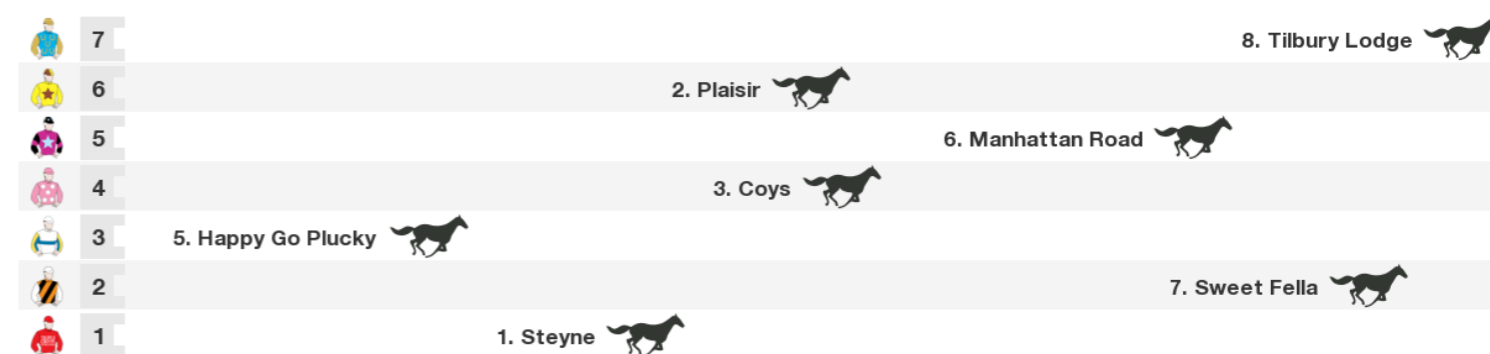 7 8. Tilbury Lodge
6 2. Plaisir
5 6. Manhattan Road
4 3. Coys
3 5. Happy Go Plucky
2 7. Sweet Fella
1 1. Steyne